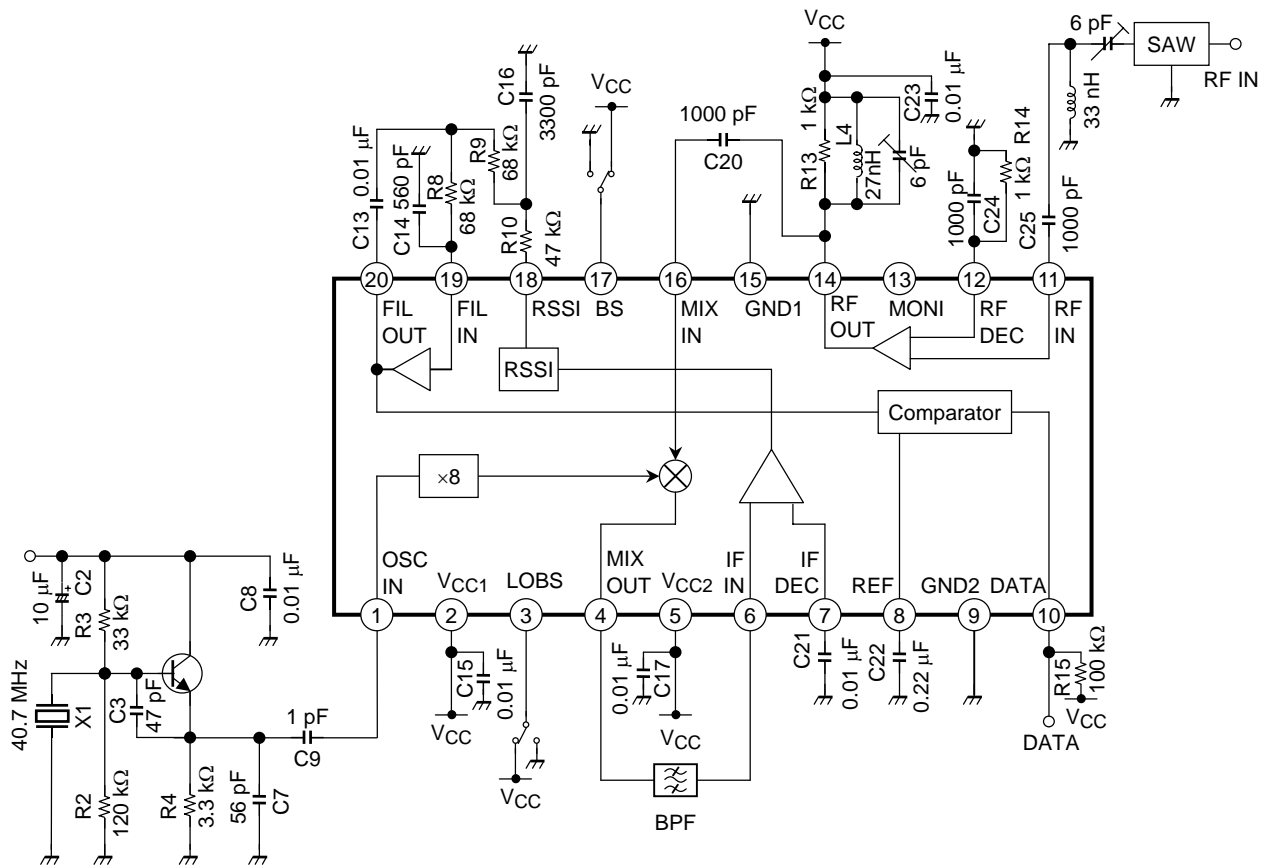 VCC
6 pF
SAW
RF IN
33 nH
C16
3300 pF
VCC
1000 pF
C20
1 kΩ
R13
L4
27nH
6 pF
C23
0.01 μF
R14
1 kΩ
C24
1000 pF
C25
1000 pF
C13
0.01 μF
C14
560 pF
R8
68 kΩ
R9
68 kΩ
R10
47 kΩ
20
19
18
17
16
15
14
13
12
11
FIL OUT
FIL IN
RSSI
BS
MIX IN
GND1
RF OUT
MONI
RF DEC
RF IN
RSSI
Comparator
×8
OSC IN
VCC1
LOBS
MIX OUT
VCC2
IF IN
IF DEC
REF
GND2
DATA
1
2
3
4
5
6
7
8
9
10
10 μF
C2
R3
33 kΩ
C8
0.01 μF
40.7 MHz
X1
C3
47 pF
1 pF
C9
R2
120 kΩ
R4
3.3 kΩ
56 pF
C7
C15
0.01 μF
VCC
VCC
0.01 μF
C17
VCC
BPF
C21
0.01 μF
C22
0.22 μF
R15
100 kΩ
VCC
DATA